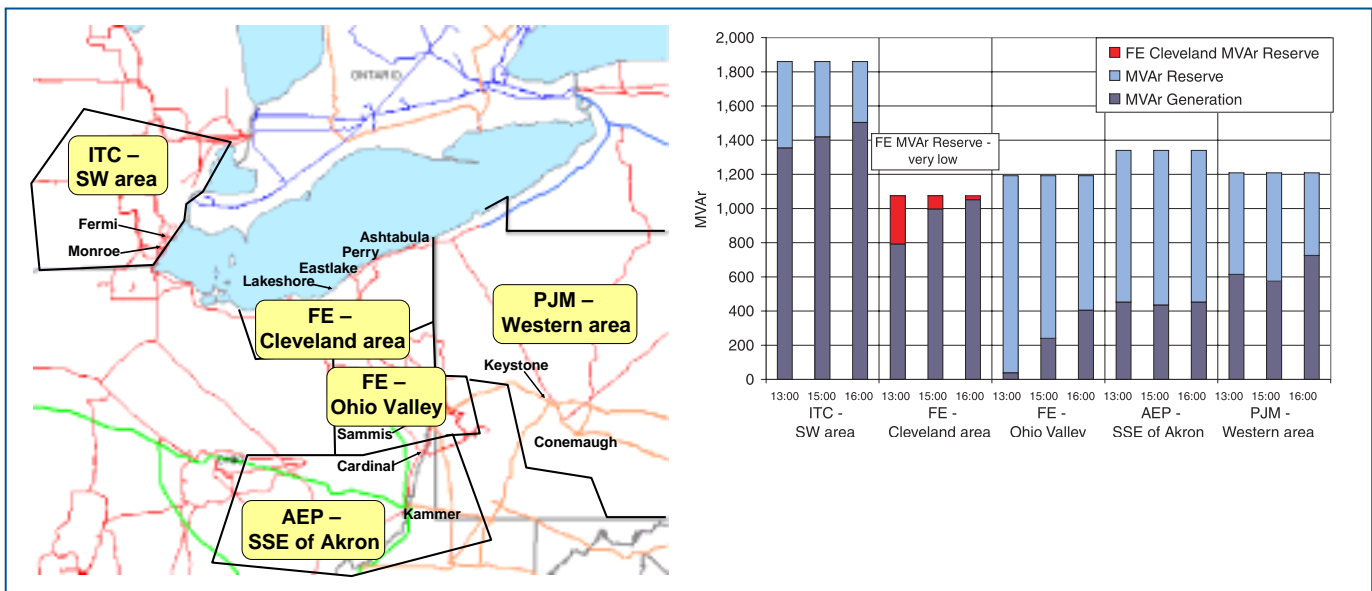 ONTARIO
ITC –
SW area
Fermi
Monroe
Ashtabula
Perry
Eastlake
Lakeshore
FE –
Cleveland area
PJM –
Western area
Keystone
FE –
Ohio Valley
Sammis
Conemaugh
Cardinal
Kammer
AEP –
SSE of Akron
2,000
1,800
1,600
1,400
1,200
1,000
800
600
400
200
0
MVAr
FE Cleveland MVAr Reserve
MVAr Reserve
MVAr Generation
FE MVAr Reserve -
very low
13:00 15:00 16:00 13:00 15:00 16:00 13:00 15:00 16:00 13:00 15:00 16:00 13:00 15:00 16:00
ITC - FE - FE - AEP - PJM -
SW area Cleveland area Ohio Valley SSE of Akron Western area